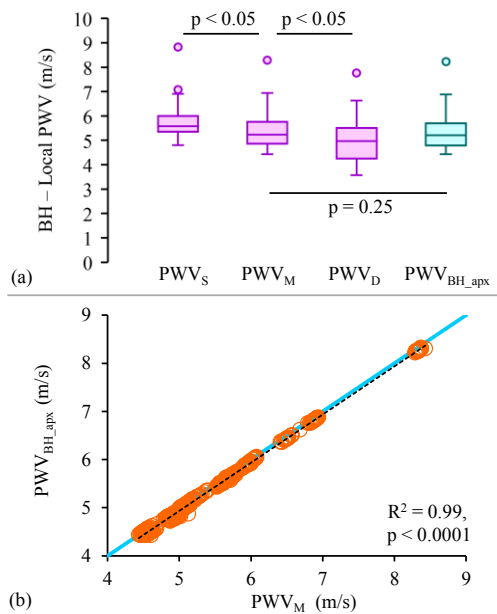 p < 0.05 p < 0.05
BH – Local PWV (m/s)
10
9
8
7
6
5
4
3
2
1
0
p = 0.25
(a) PWV_S PWV_M PWV_D PWV_BH_apx
9
8
7
6
5
4
PWV_BH_apx
(m/s)
R² = 0.99,
p < 0.0001
4 5 6 7 8 9
(b) PWV_M (m/s)